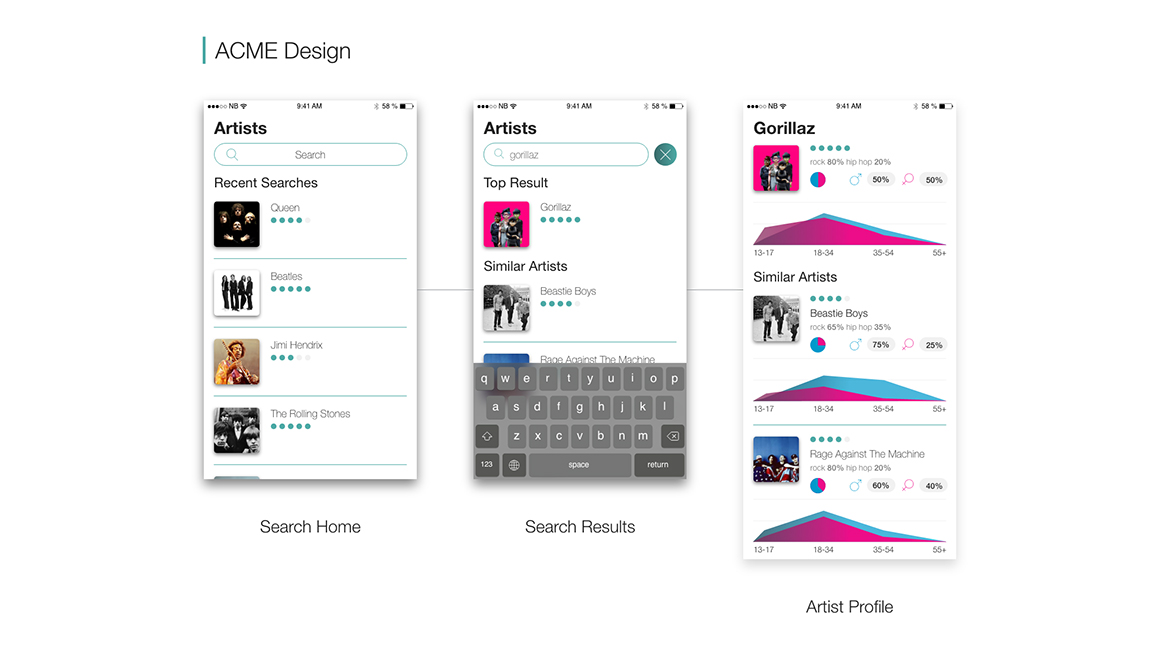 ACME Design
NB 9:41 AM 58 %
Artists
Search
Recent Searches
Queen
Beatles
Jimi Hendrix
The Rolling Stones
Search Home
NB 9:41 AM 58 %
Artists
gorillaz
Top Result
Gorillaz
Similar Artists
Beastie Boys
Rage Against The Machine
q w e r t y u i o p
a s d f g h j k l
z x c v b n m
123 space return
Search Results
NB 9:41 AM 58 %
Gorillaz
rock 80% hip hop 20%
50% 50%
13-17 18-34 35-54 55+
Similar Artists
Beastie Boys
rock 65% hip hop 35%
75% 25%
13-17 18-34 35-54 55+
Rage Against The Machine
rock 80% hip hop 20%
60% 40%
13-17 18-34 35-54 55+
Artist Profile